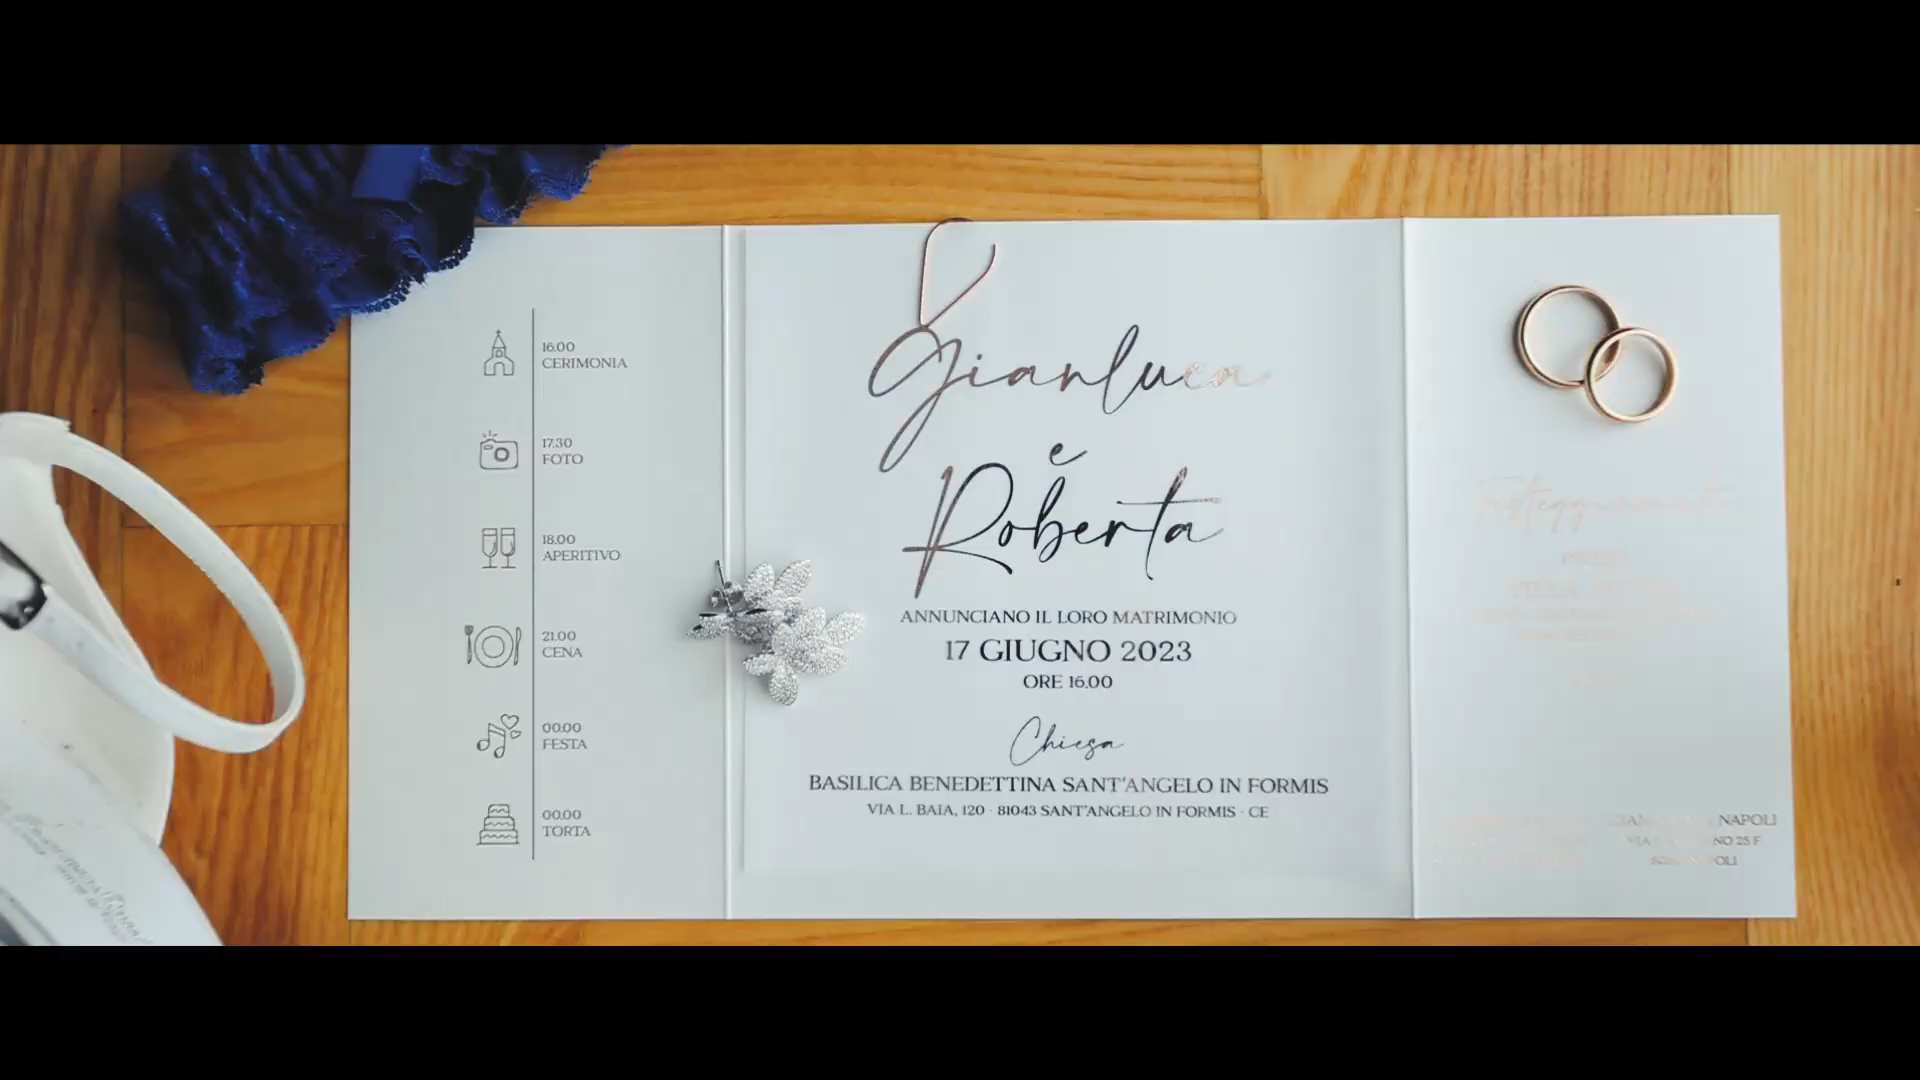 16.00
CERIMONIA
17.30
FOTO
18.00
APERITIVO
21.00
CENA
00.00
FESTA
00.00
TORTA
Gianluca
e
Roberta
ANNUNCIANO IL LORO MATRIMONIO
17 GIUGNO 2023
ORE 16.00
Chiesa
BASILICA BENEDETTINA SANT'ANGELO IN FORMIS
VIA L. BAIA, 120 · 81043 SANT'ANGELO IN FORMIS · CE
NAPOLI
VIA
25 F